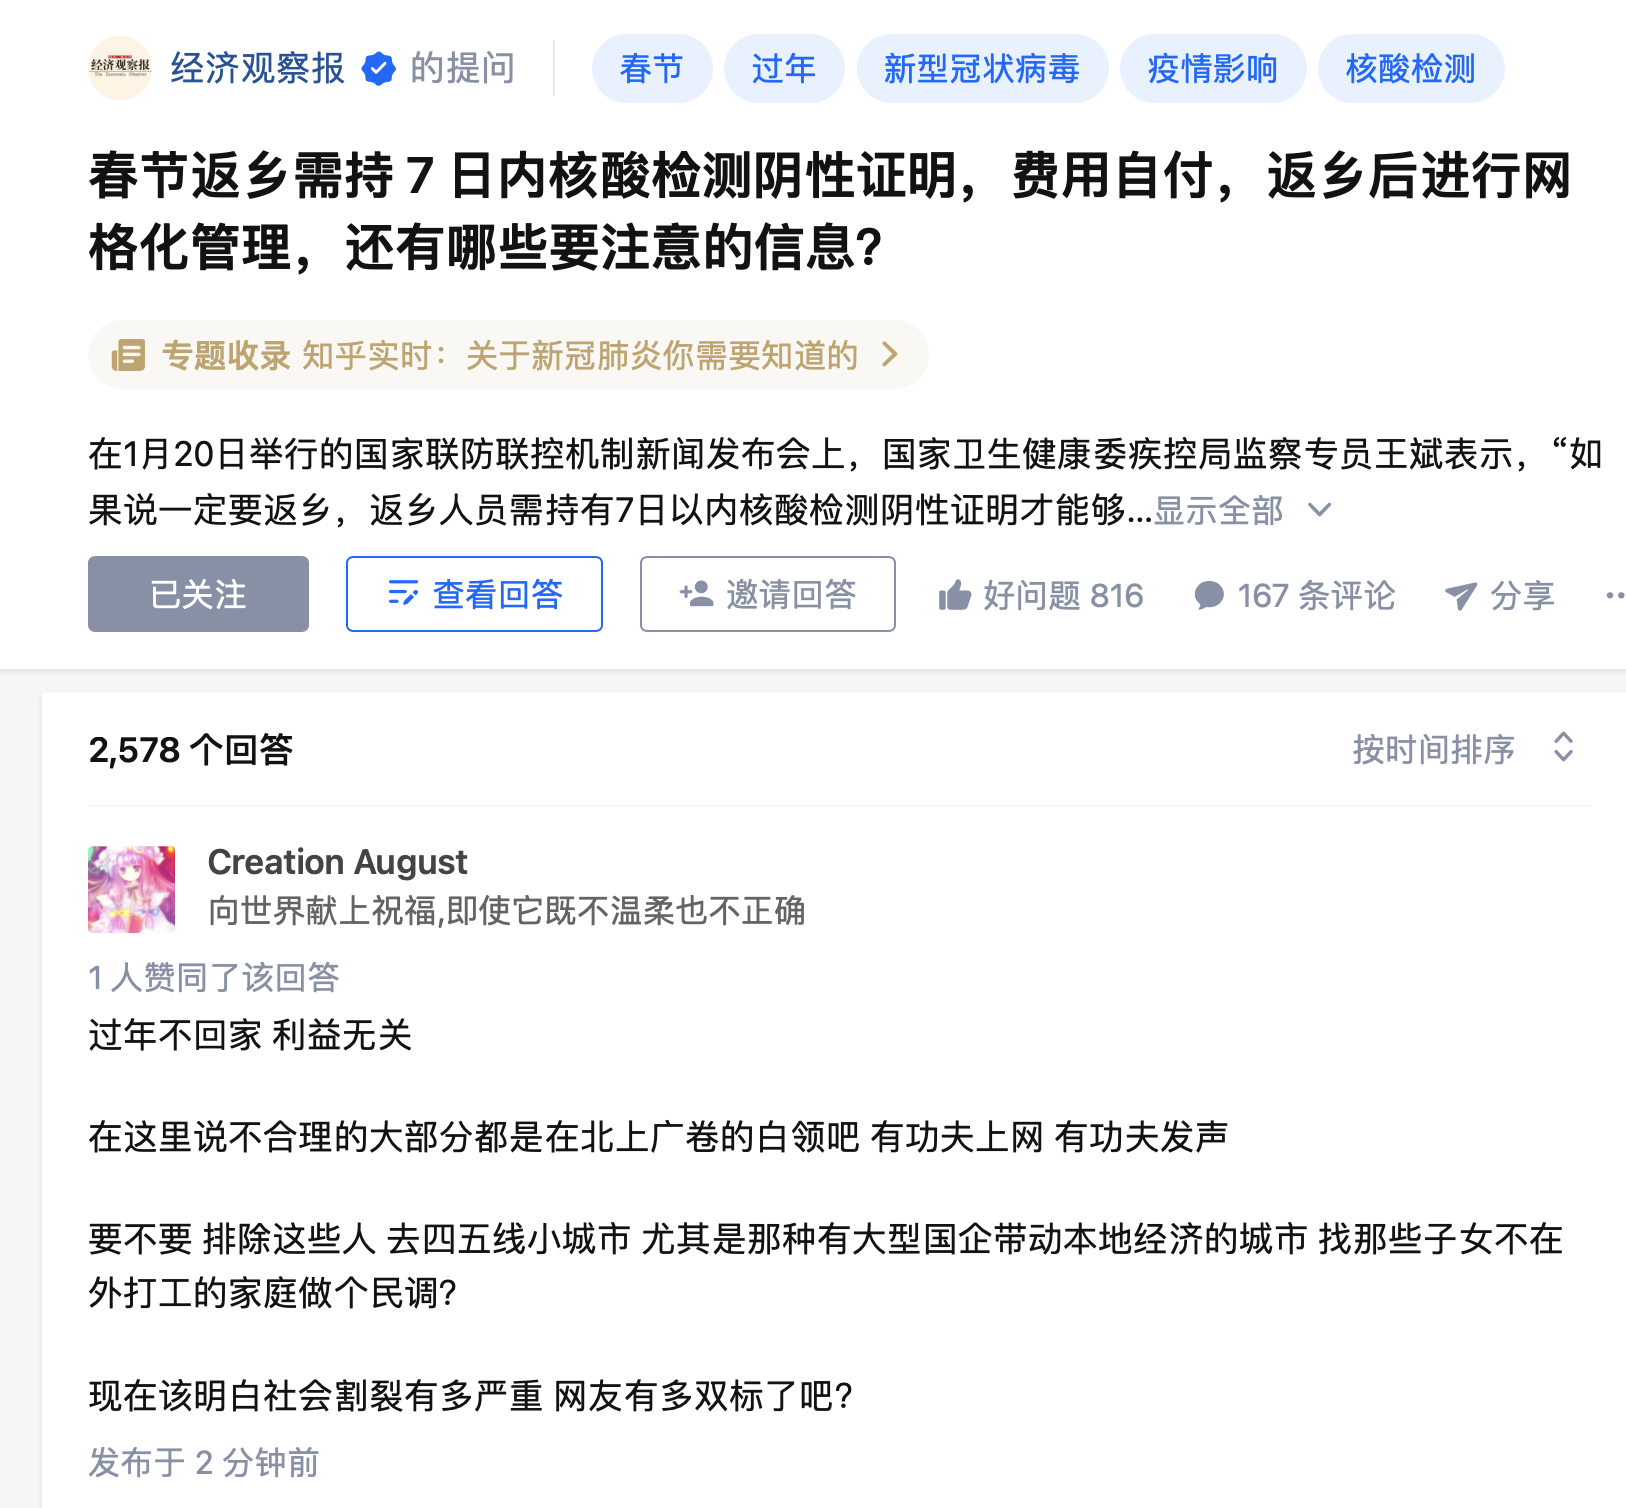 经济观察报
The Economic Observer
经济观察报 的提问
春节 过年 新型冠状病毒 疫情影响 核酸检测
春节返乡需持 7 日内核酸检测阴性证明，费用自付，返乡后进行网
格化管理，还有哪些要注意的信息?
专题收录 知乎实时：关于新冠肺炎你需要知道的
在1月20日举行的国家联防联控机制新闻发布会上，国家卫生健康委疾控局监察专员王斌表示，“如
果说一定要返乡，返乡人员需持有7日以内核酸检测阴性证明才能够...显示全部
已关注 查看回答 邀请回答 好问题 816 167 条评论 分享
2,578 个回答 按时间排序
Creation August
向世界献上祝福,即使它既不温柔也不正确
1 人赞同了该回答
过年不回家 利益无关
在这里说不合理的大部分都是在北上广卷的白领吧 有功夫上网 有功夫发声
要不要 排除这些人 去四五线小城市 尤其是那种有大型国企带动本地经济的城市 找那些子女不在
外打工的家庭做个民调?
现在该明白社会割裂有多严重 网友有多双标了吧?
发布于 2 分钟前